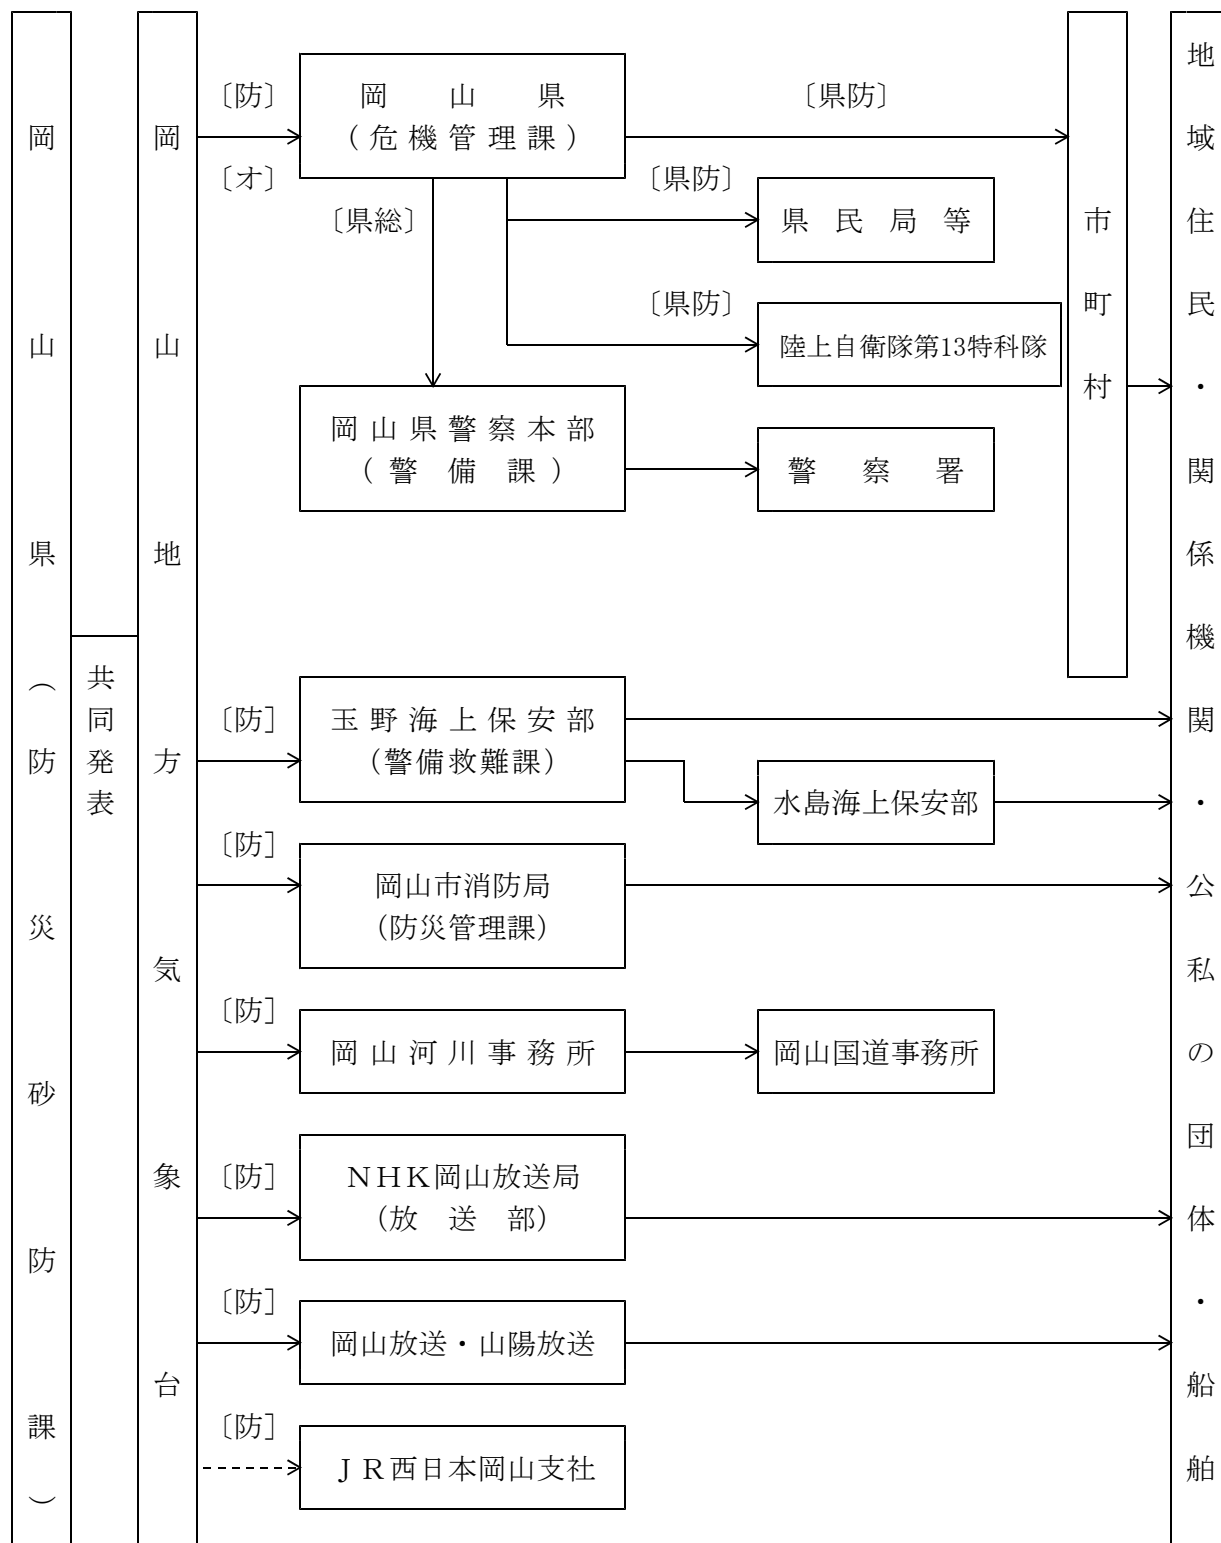 岡山県（防災砂防課）
共同発表
岡山地方気象台
〔防〕
〔オ〕
岡山県
（危機管理課）
〔県防〕
〔県総〕
〔県防〕
県民局等
〔県防〕
陸上自衛隊第13特科隊
岡山県警察本部
（警備課）
警察署
市町村
〔防］
玉野海上保安部
（警備救難課）
水島海上保安部
〔防］
岡山市消防局
（防災管理課）
〔防］
岡山河川事務所
岡山国道事務所
〔防］
ＮＨＫ岡山放送局
（放送部）
〔防］
岡山放送・山陽放送
〔防］
ＪＲ西日本岡山支社
地域住民・関係機関・公私の団体・船舶